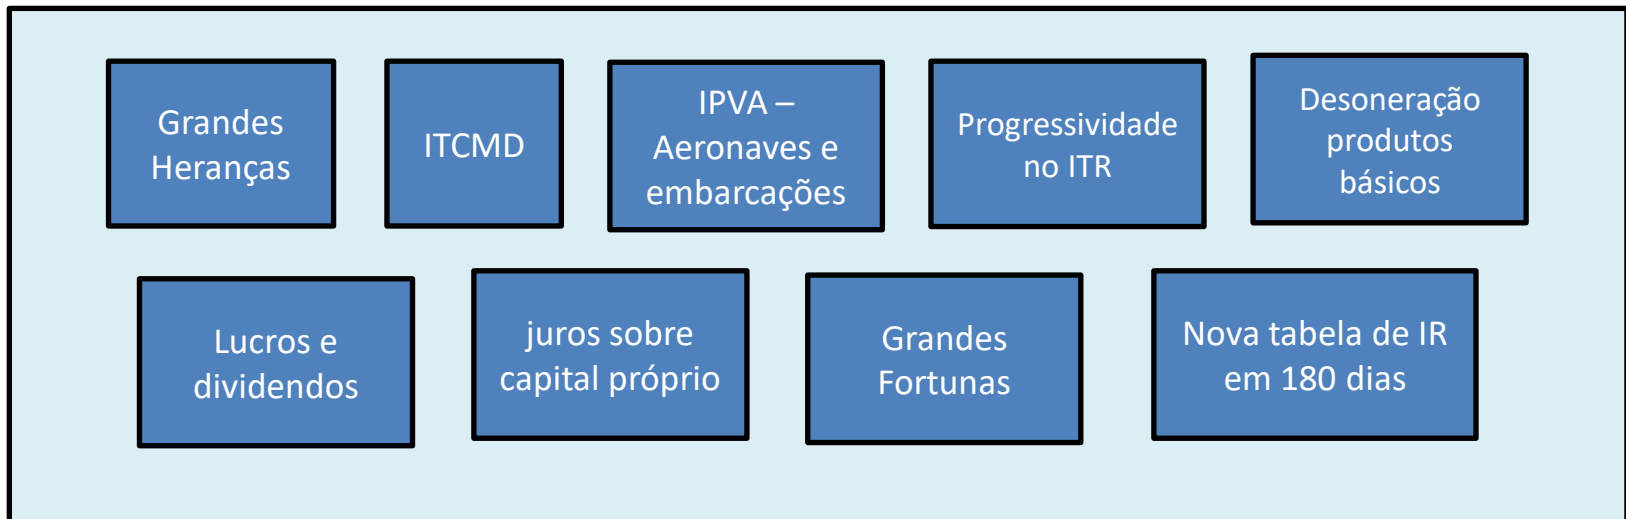 Grandes
Heranças
ITCMD
IPVA –
Aeronaves e
embarcações
Progressividade
no ITR
Desoneração
produtos
básicos
Lucros e
dividendos
juros sobre
capital próprio
Grandes
Fortunas
Nova tabela de IR
em 180 dias